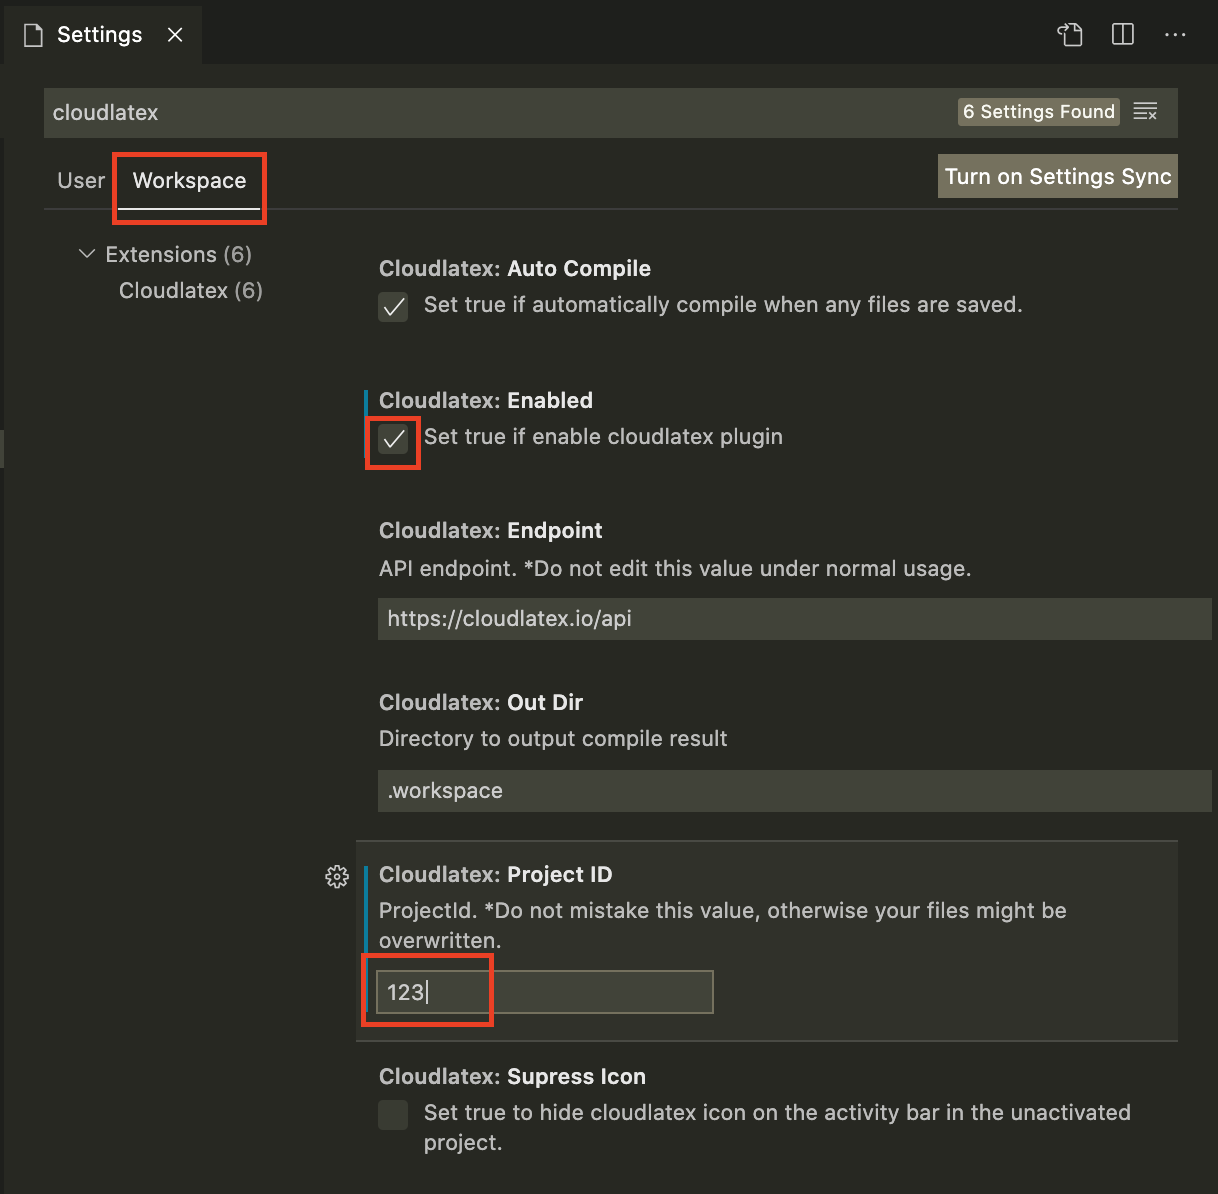 Settings
cloudlatex
6 Settings Found
User
Workspace
Turn on Settings Sync
Extensions (6)
Cloudlatex (6)
Cloudlatex: Auto Compile
Set true if automatically compile when any files are saved.
Cloudlatex: Enabled
Set true if enable cloudlatex plugin
Cloudlatex: Endpoint
API endpoint. *Do not edit this value under normal usage.
https://cloudlatex.io/api
Cloudlatex: Out Dir
Directory to output compile result
.workspace
Cloudlatex: Project ID
ProjectId. *Do not mistake this value, otherwise your files might be
overwritten.
123
Cloudlatex: Supress Icon
Set true to hide cloudlatex icon on the activity bar in the unactivated
project.